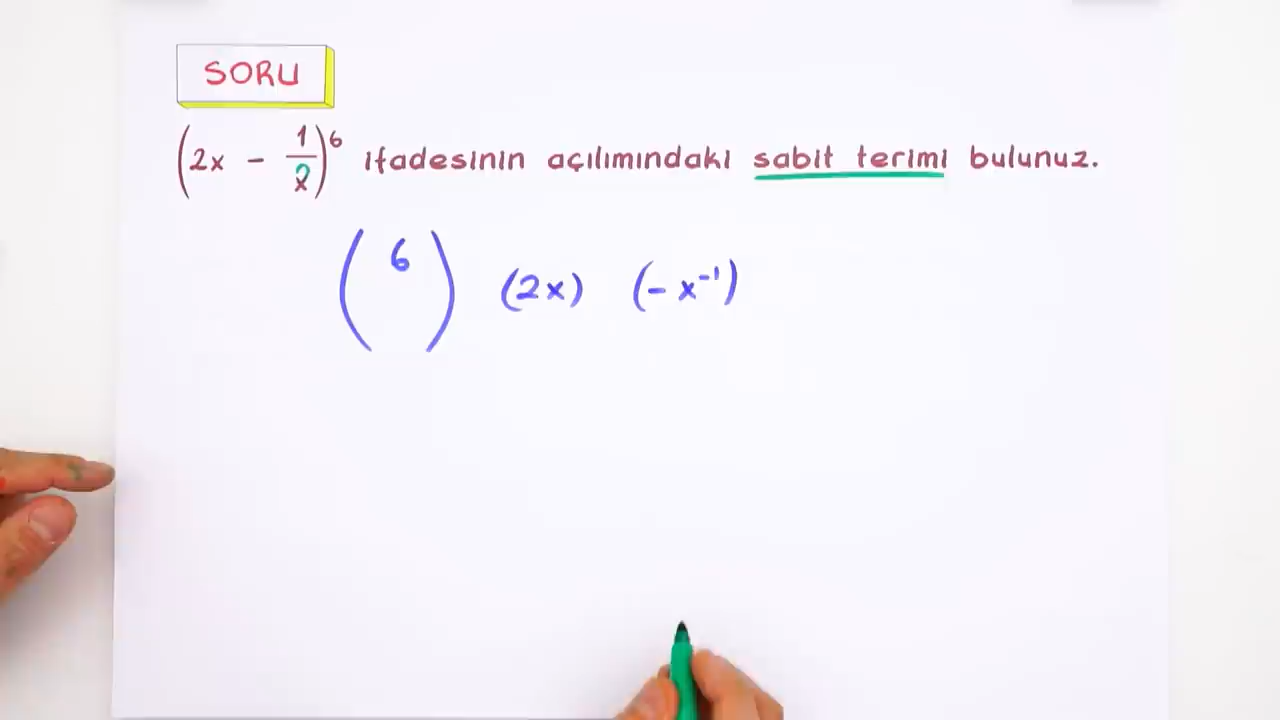 SORU
(2x - 1/x)^6 ifadesinin açılımındaki sabit terimi bulunuz.
(6) (2x) (-x^-1)